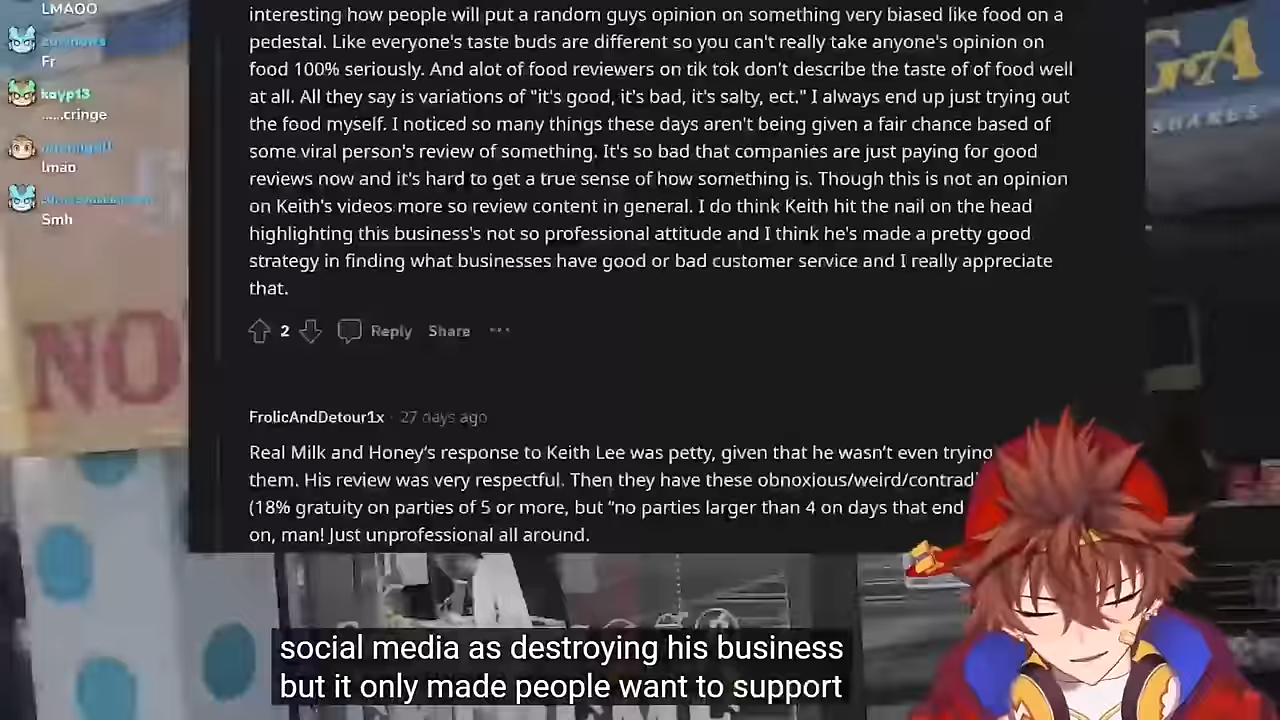 LMAOO
Fr
kayp13
......cringe
lmao
Smh
interesting how people will put a random guys opinion on something very biased like food on a
pedestal. Like everyone's taste buds are different so you can't really take anyone's opinion on
food 100% seriously. And alot of food reviewers on tik tok don't describe the taste of of food well
at all. All they say is variations of "it's good, it's bad, it's salty, ect." I always end up just trying out
the food myself. I noticed so many things these days aren't being given a fair chance based of
some viral person's review of something. It's so bad that companies are just paying for good
reviews now and it's hard to get a true sense of how something is. Though this is not an opinion
on Keith's videos more so review content in general. I do think Keith hit the nail on the head
highlighting this business's not so professional attitude and I think he's made a pretty good
strategy in finding what businesses have good or bad customer service and I really appreciate
that.
2 Reply Share ...
FrolicAndDetour1x · 27 days ago
Real Milk and Honey's response to Keith Lee was petty, given that he wasn't even trying
them. His review was very respectful. Then they have these obnoxious/weird/contradi
(18% gratuity on parties of 5 or more, but "no parties larger than 4 on days that end
on, man! Just unprofessional all around.
NO
GA
SHARES
social media as destroying his business
but it only made people want to support